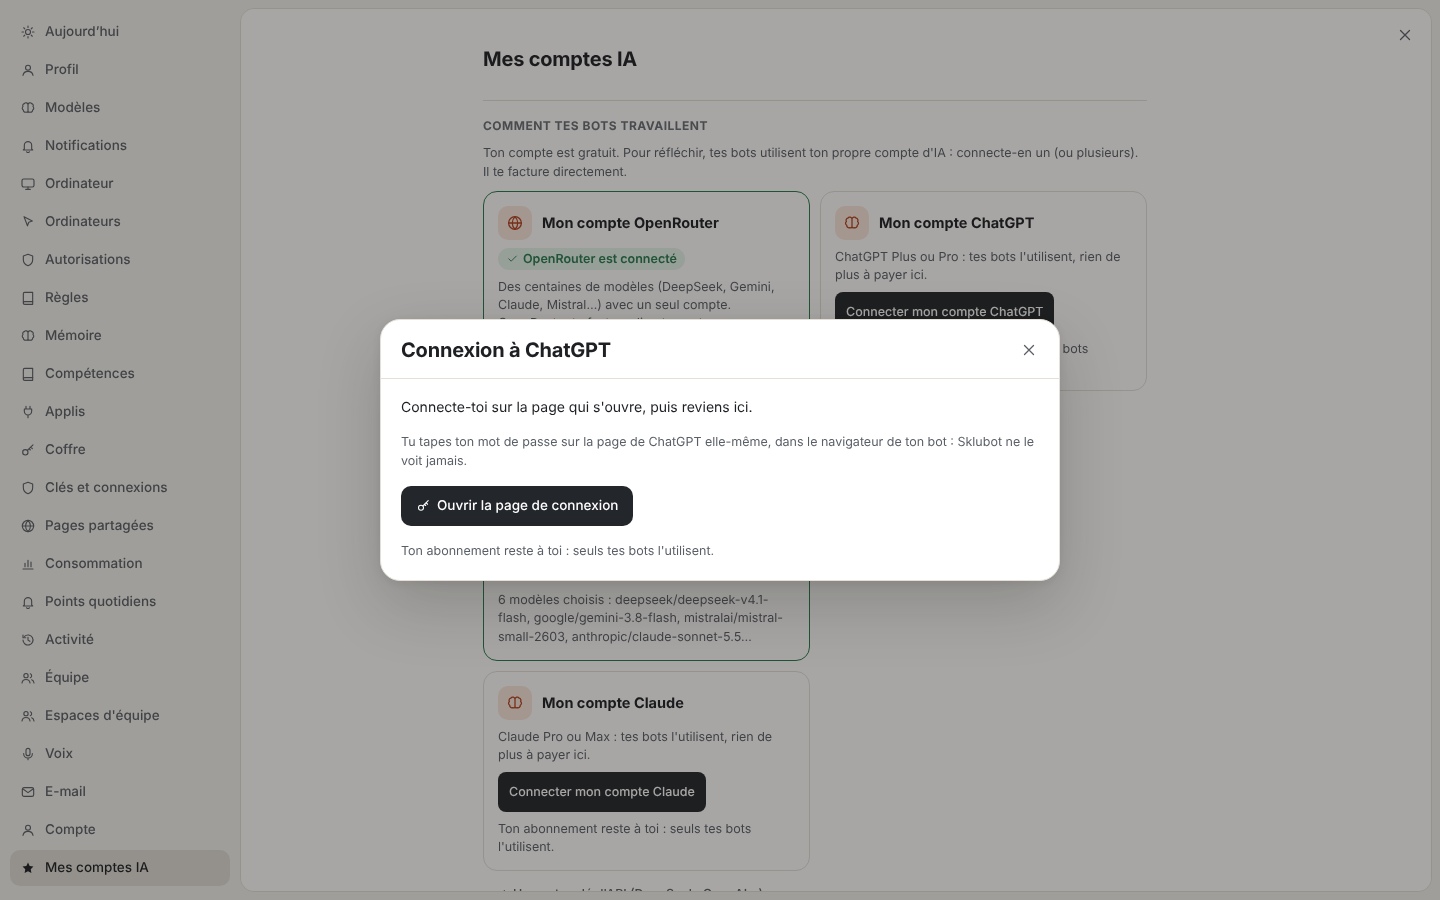 Aujourd'hui
Profil
Modèles
Notifications
Ordinateur
Ordinateurs
Autorisations
Règles
Mémoire
Compétences
Applis
Coffre
Clés et connexions
Pages partagées
Consommation
Points quotidiens
Activité
Équipe
Espaces d'équipe
Voix
E-mail
Compte
Mes comptes IA
Mes comptes IA
COMMENT TES BOTS TRAVAILLENT
Ton compte est gratuit. Pour réfléchir, tes bots utilisent ton propre compte d'IA : connecte-en un (ou plusieurs).
Il te facture directement.
Mon compte OpenRouter
OpenRouter est connecté
Des centaines de modèles (DeepSeek, Gemini,
Claude, Mistral...) avec un seul compte.
Mon compte ChatGPT
ChatGPT Plus ou Pro : tes bots l'utilisent, rien de
plus à payer ici.
Connecter mon compte ChatGPT
bots
Connexion à ChatGPT
Connecte-toi sur la page qui s'ouvre, puis reviens ici.
Tu tapes ton mot de passe sur la page de ChatGPT elle-même, dans le navigateur de ton bot : Sklubot ne le
voit jamais.
Ouvrir la page de connexion
Ton abonnement reste à toi : seuls tes bots l'utilisent.
6 modèles choisis : deepseek/deepseek-v4.1-
flash, google/gemini-3.8-flash, mistralai/mistral-
small-2603, anthropic/claude-sonnet-5.5...
Mon compte Claude
Claude Pro ou Max : tes bots l'utilisent, rien de
plus à payer ici.
Connecter mon compte Claude
Ton abonnement reste à toi : seuls tes bots
l'utilisent.